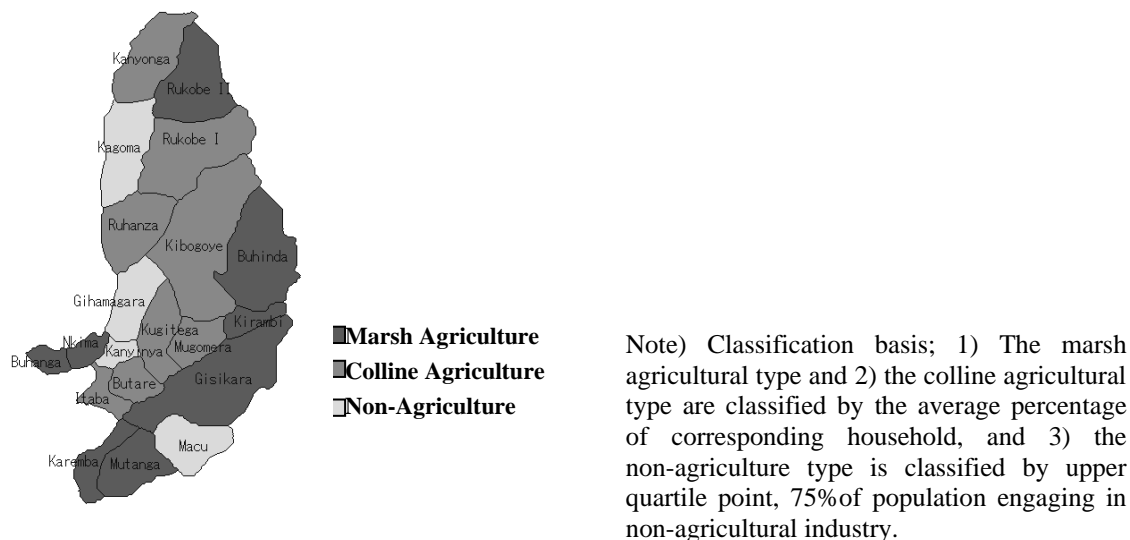 Kanyonga
Rukobe II
Rukobe I
Kagoma
Ruhanza
Kibogoye
Buhinda
Gihamagara
Kirambi
Kugitega
Nkima
Mugomera
Kanyinya
Buhanga
Gisikara
Butare
Itaba
Macu
Karemba
Mutanga
Marsh Agriculture
Colline Agriculture
Non-Agriculture
Note) Classification basis; 1) The marsh
agricultural type and 2) the colline agricultural
type are classified by the average percentage
of corresponding household, and 3) the
non-agriculture type is classified by upper
quartile point, 75%of population engaging in
non-agricultural industry.